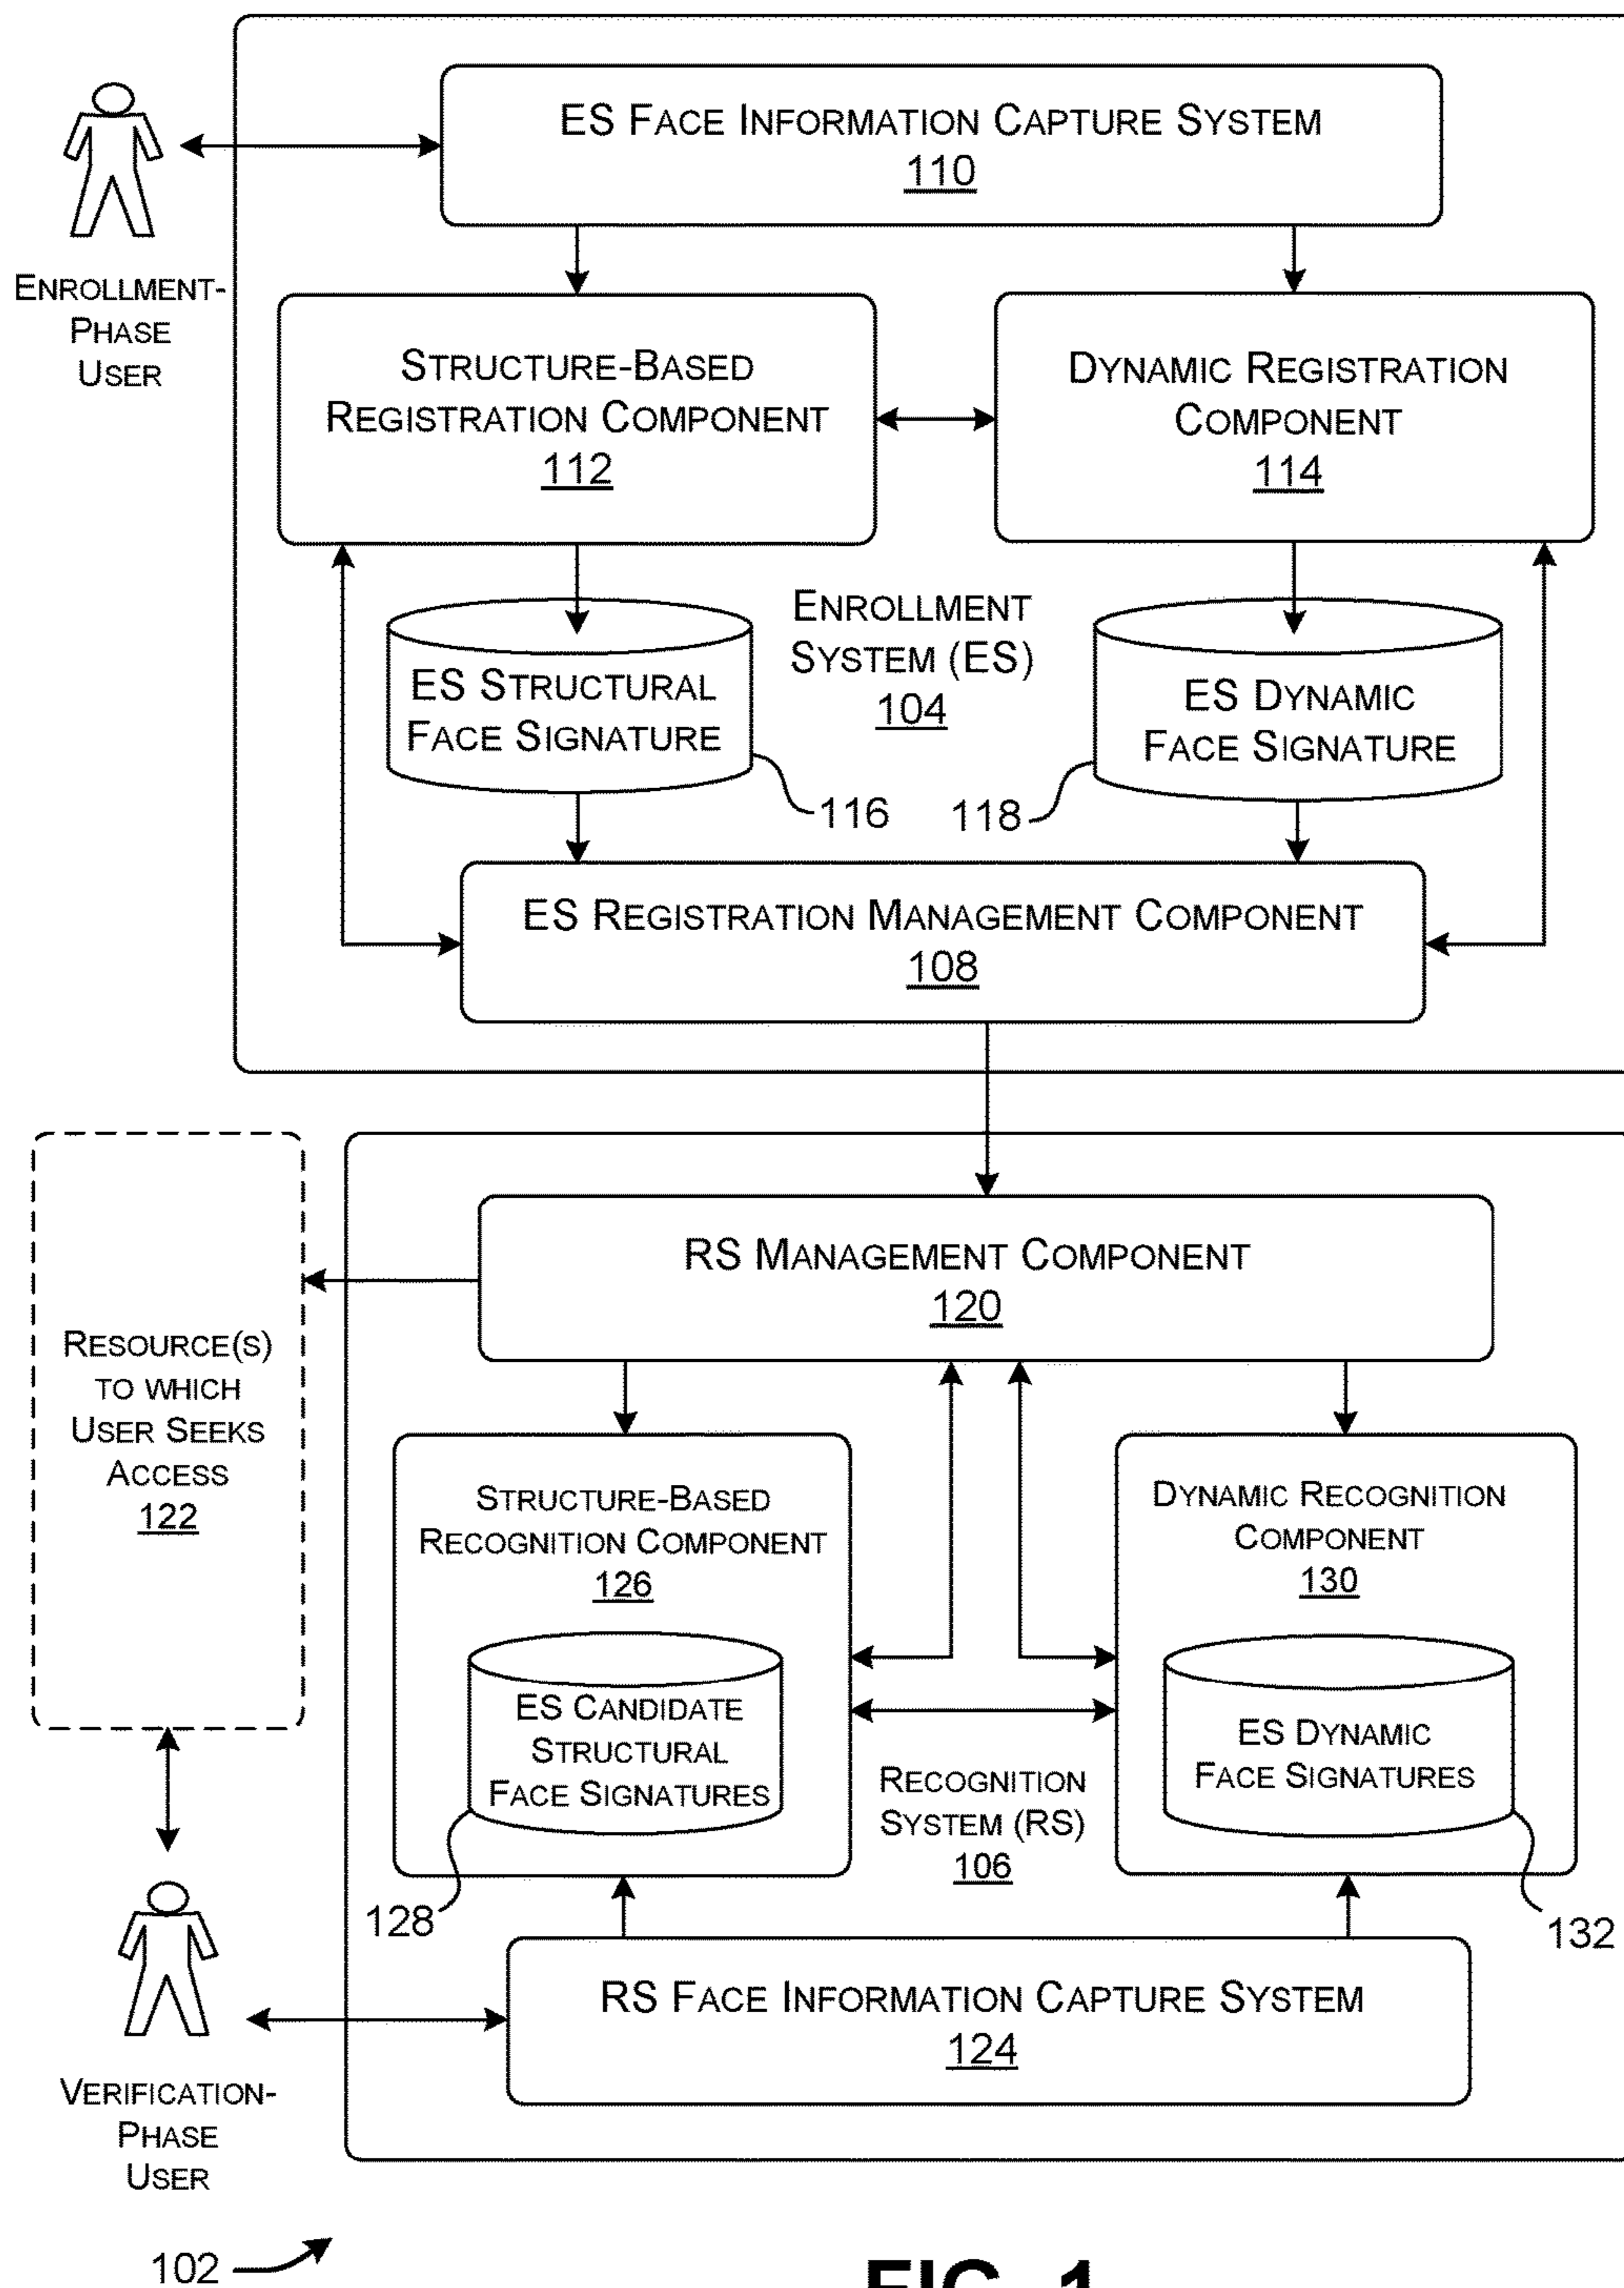 ES FACE INFORMATION CAPTURE SYSTEM
110
ENROLLMENT-
PHASE
USER
STRUCTURE-BASED
REGISTRATION COMPONENT
112
DYNAMIC REGISTRATION
COMPONENT
114
ENROLLMENT
SYSTEM (ES)
104
ES STRUCTURAL
FACE SIGNATURE
116
ES DYNAMIC
FACE SIGNATURE
118
ES REGISTRATION MANAGEMENT COMPONENT
108
RS MANAGEMENT COMPONENT
120
RESOURCE(S)
TO WHICH
USER SEEKS
ACCESS
122
STRUCTURE-BASED
RECOGNITION COMPONENT
126
ES CANDIDATE
STRUCTURAL
FACE SIGNATURES
128
DYNAMIC RECOGNITION
COMPONENT
130
ES DYNAMIC
FACE SIGNATURES
132
RECOGNITION
SYSTEM (RS)
106
RS FACE INFORMATION CAPTURE SYSTEM
124
VERIFICATION-
PHASE
USER
102
FIG. 1